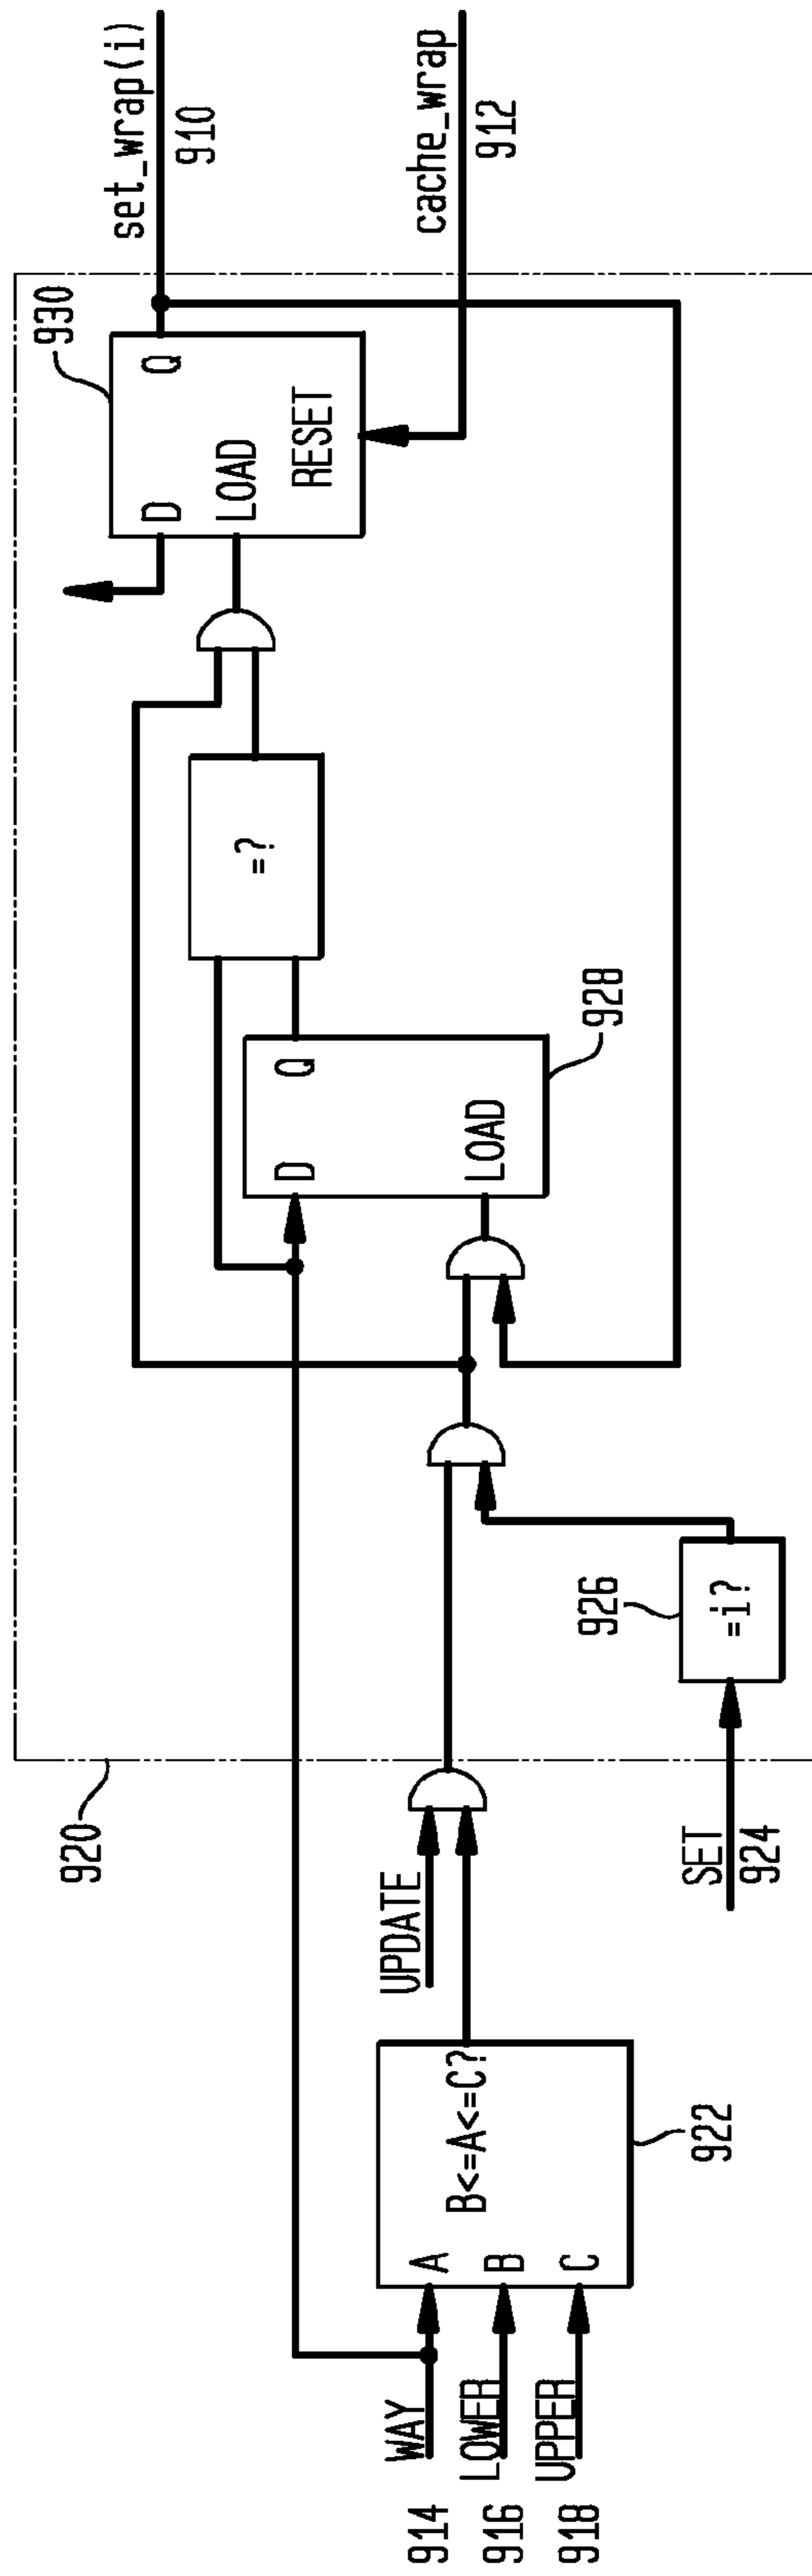 set_wrap(i)
910
cache_wrap
912
930
D
Q
LOAD
RESET
=?
928
D
Q
LOAD
920
926
=i?
SET
924
UPDATE
B<=A<=C?
A
B
C
922
WAY
914
LOWER
916
UPPER
918